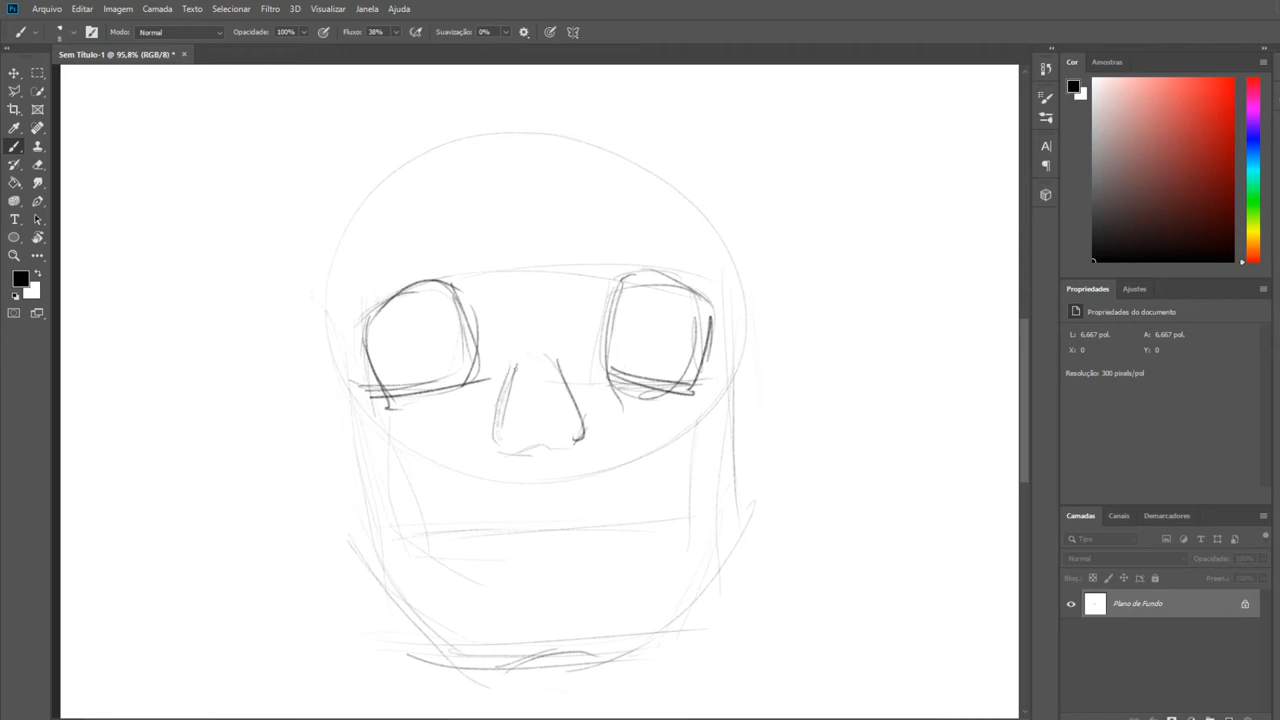 Ps Arquivo Editar Imagem Camada Texto Selecionar Filtro 3D Visualizar Janela Ajuda
8 Modo: Normal Opacidade: 100% Fluxo: 38% Suavização: 0%
Sem Título-1 @ 95,8% (RGB/8) * ×
Cor Amostras
Propriedades Ajustes
Propriedades do documento
L: 6,667 pol. A: 6,667 pol.
X: 0 Y: 0
Resolução: 300 pixels/pol
Camadas Canais Demarcadores
Tipo
Normal Opacidade: 100%
Bloq.: Preen.: 100%
Plano de Fundo